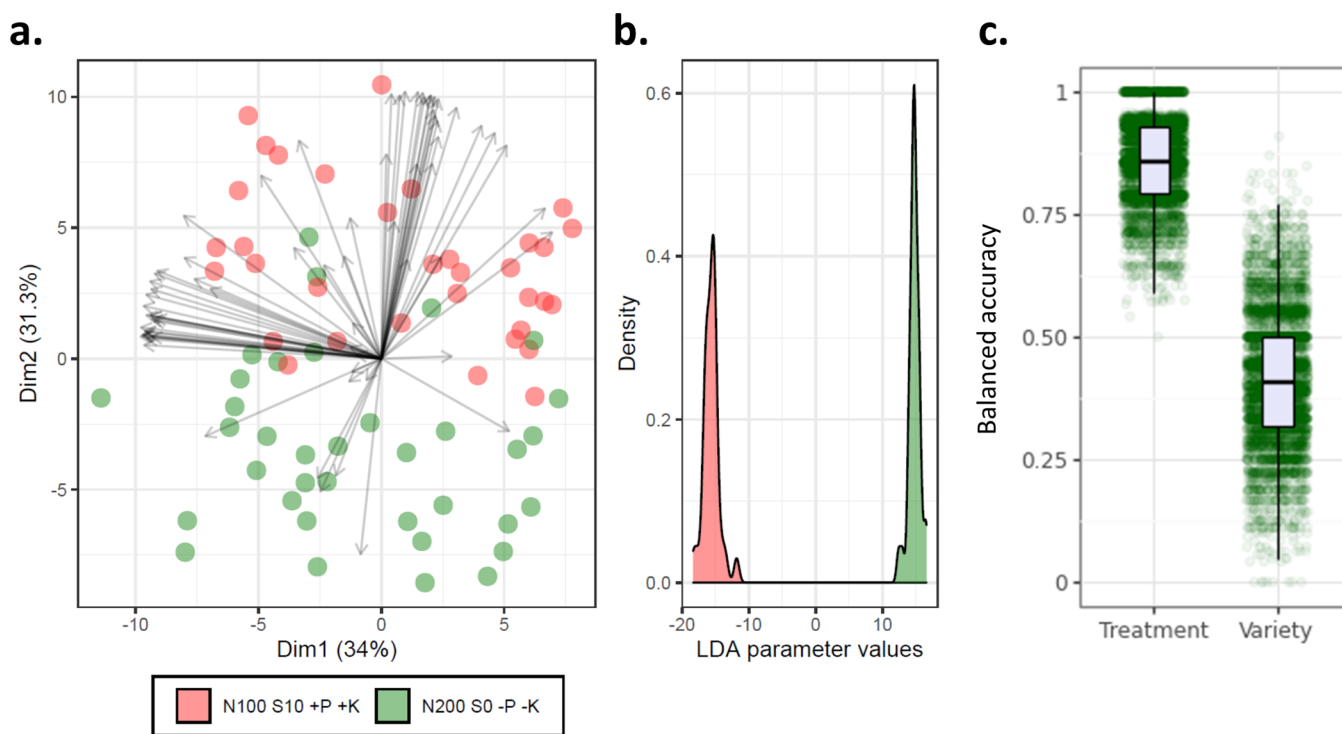 a.
10
5
0
-5
Dim2 (31.3%)
-10
-5
0
5
Dim1 (34%)
N100 S10 +P +K
N200 S0 -P -K
b.
0.6
0.4
0.2
0.0
Density
-20
-10
0
10
LDA parameter values
c.
1
0.75
0.50
0.25
0
Balanced accuracy
Treatment
Variety